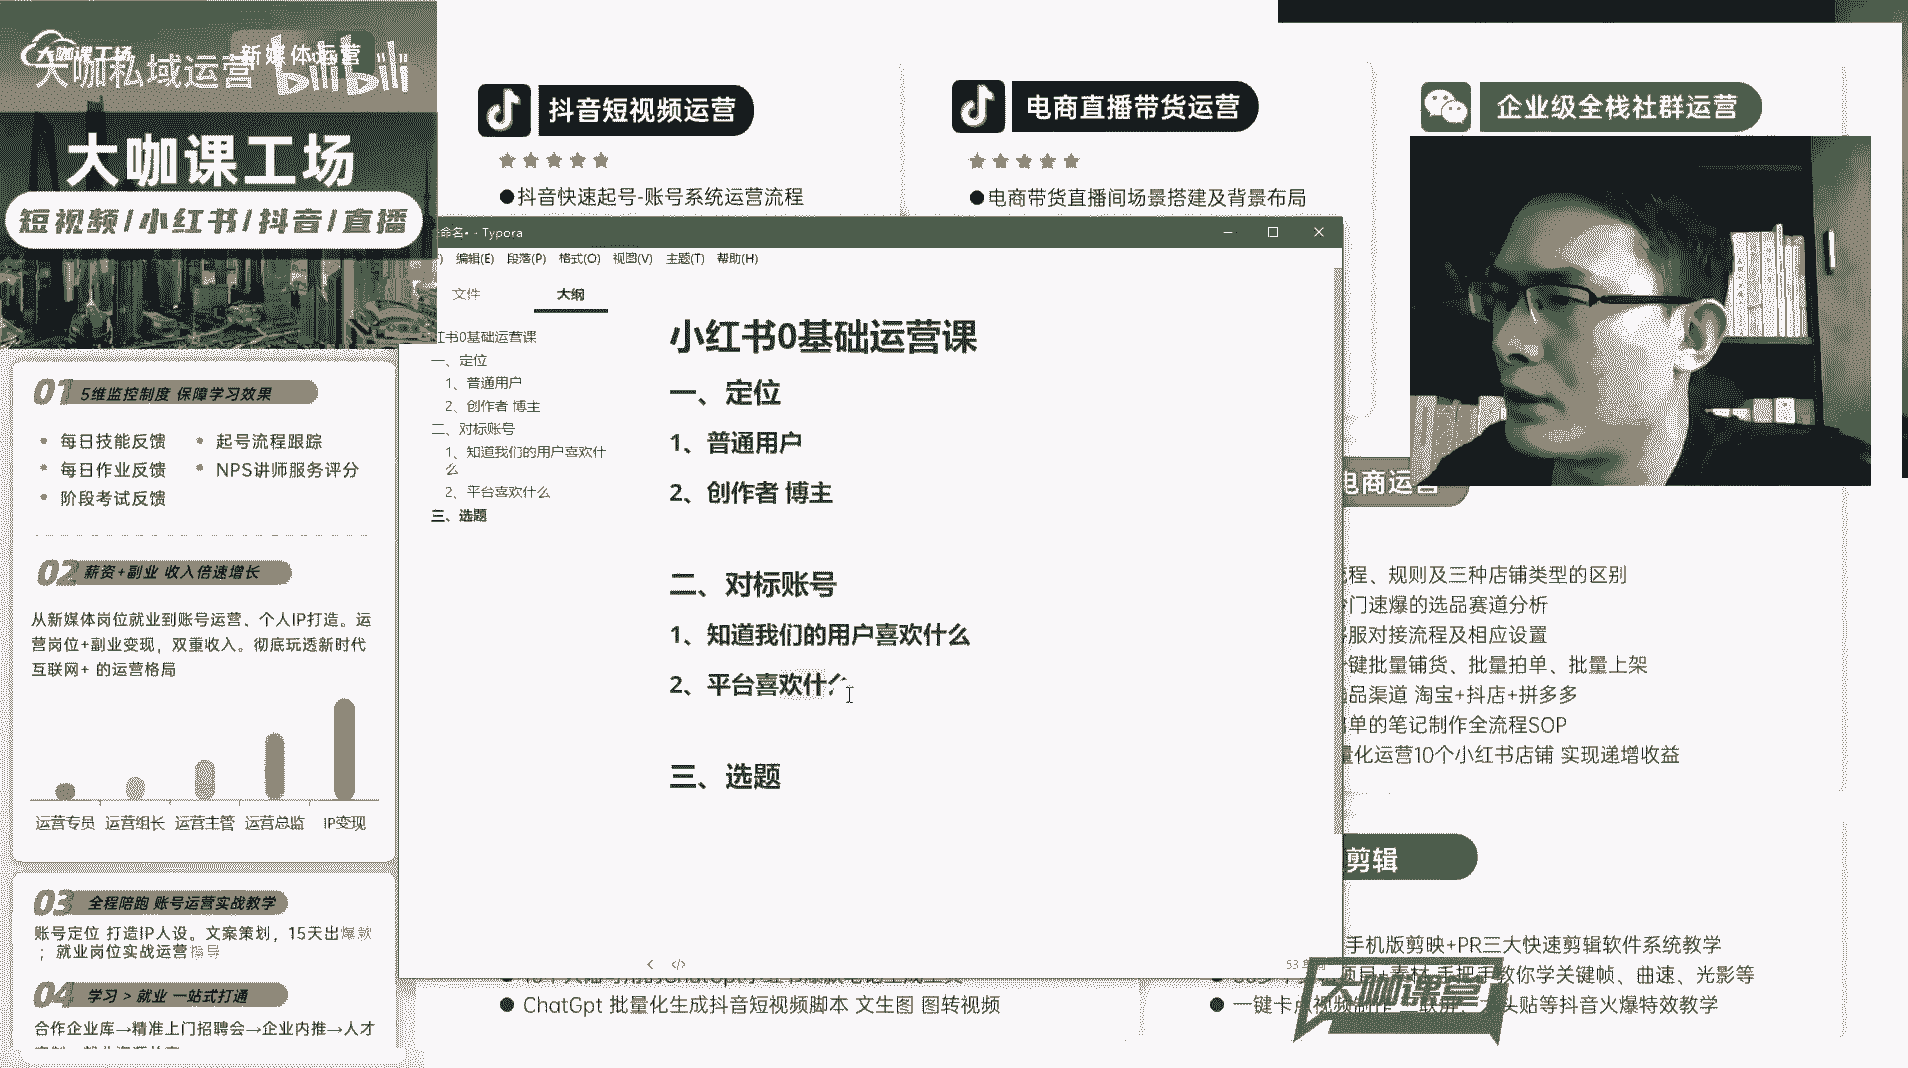 大咖课工场
新媒体运营
大咖私域运营
bilibili
大咖课工场
短视频/小红书/抖音/直播
01 5维监控制度 保障学习效果
每日技能反馈
起号流程跟踪
每日作业反馈
NPS讲师服务评分
阶段考试反馈
02 薪资+副业 收入倍速增长
从新媒体岗位就业到账号运营、个人IP打造。运
营岗位+副业变现，双重收入。彻底玩透新时代
互联网+ 的运营格局
运营专员 运营组长 运营主管 运营总监 IP变现
03 全程陪跑 账号运营实战教学
账号定位 打造IP人设。文案策划，15天出爆款
；就业岗位实战运营指导
04 学习 > 就业 一站式打通
合作企业库→精准上门招聘会→企业内推→人才
抖音短视频运营
●抖音快速起号-账号系统运营流程
电商直播带货运营
●电商带货直播间场景搭建及背景布局
企业级全栈社群运营
命名• - Typora
编辑(E) 段落(P) 格式(O) 视图(V) 主题(T) 帮助(H)
文件
大纲
红书0基础运营课
一、定位
1、普通用户
2、创作者 博主
二、对标账号
1、知道我们的用户喜欢什
么
2、平台喜欢什么
三、选题
小红书0基础运营课
一、定位
1、普通用户
2、创作者 博主
二、对标账号
1、知道我们的用户喜欢什么
2、平台喜欢什么
三、选题
电商运营
程、规则及三种店铺类型的区别
门速爆的选品赛道分析
服对接流程及相应设置
键批量铺货、批量拍单、批量上架
品渠道 淘宝+抖店+拼多多
单的笔记制作全流程SOP
量化运营10个小红书店铺 实现递增收益
剪辑
手机版剪映+PR三大快速剪辑软件系统教学
项目+素材 手把手教你学关键帧、曲速、光影等
●一键卡点视频制作
头贴等抖音火爆特效教学
● ChatGpt 批量化生成抖音短视频脚本 文生图 图转视频
大咖课堂